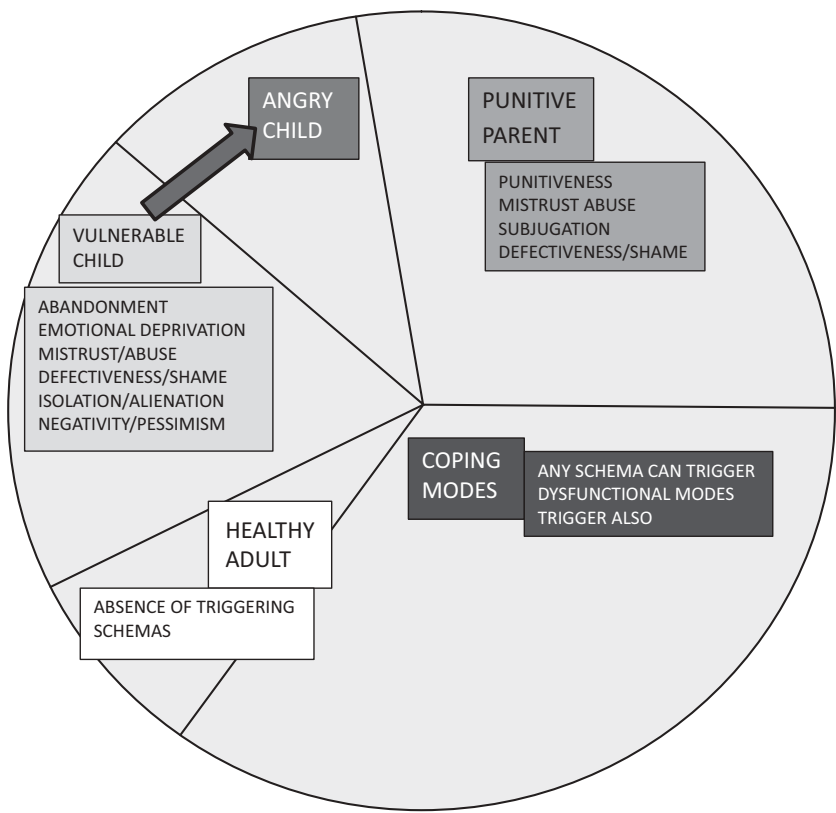 ANGRY
CHILD
PUNITIVE
PARENT
PUNITIVENESS
MISTRUST ABUSE
SUBJUGATION
DEFECTIVENESS/SHAME
VULNERABLE
CHILD
ABANDONMENT
EMOTIONAL DEPRIVATION
MISTRUST/ABUSE
DEFECTIVENESS/SHAME
ISOLATION/ALIENATION
NEGATIVITY/PESSIMISM
COPING
MODES
ANY SCHEMA CAN TRIGGER
DYSFUNCTIONAL MODES
TRIGGER ALSO
HEALTHY
ADULT
ABSENCE OF TRIGGERING
SCHEMAS